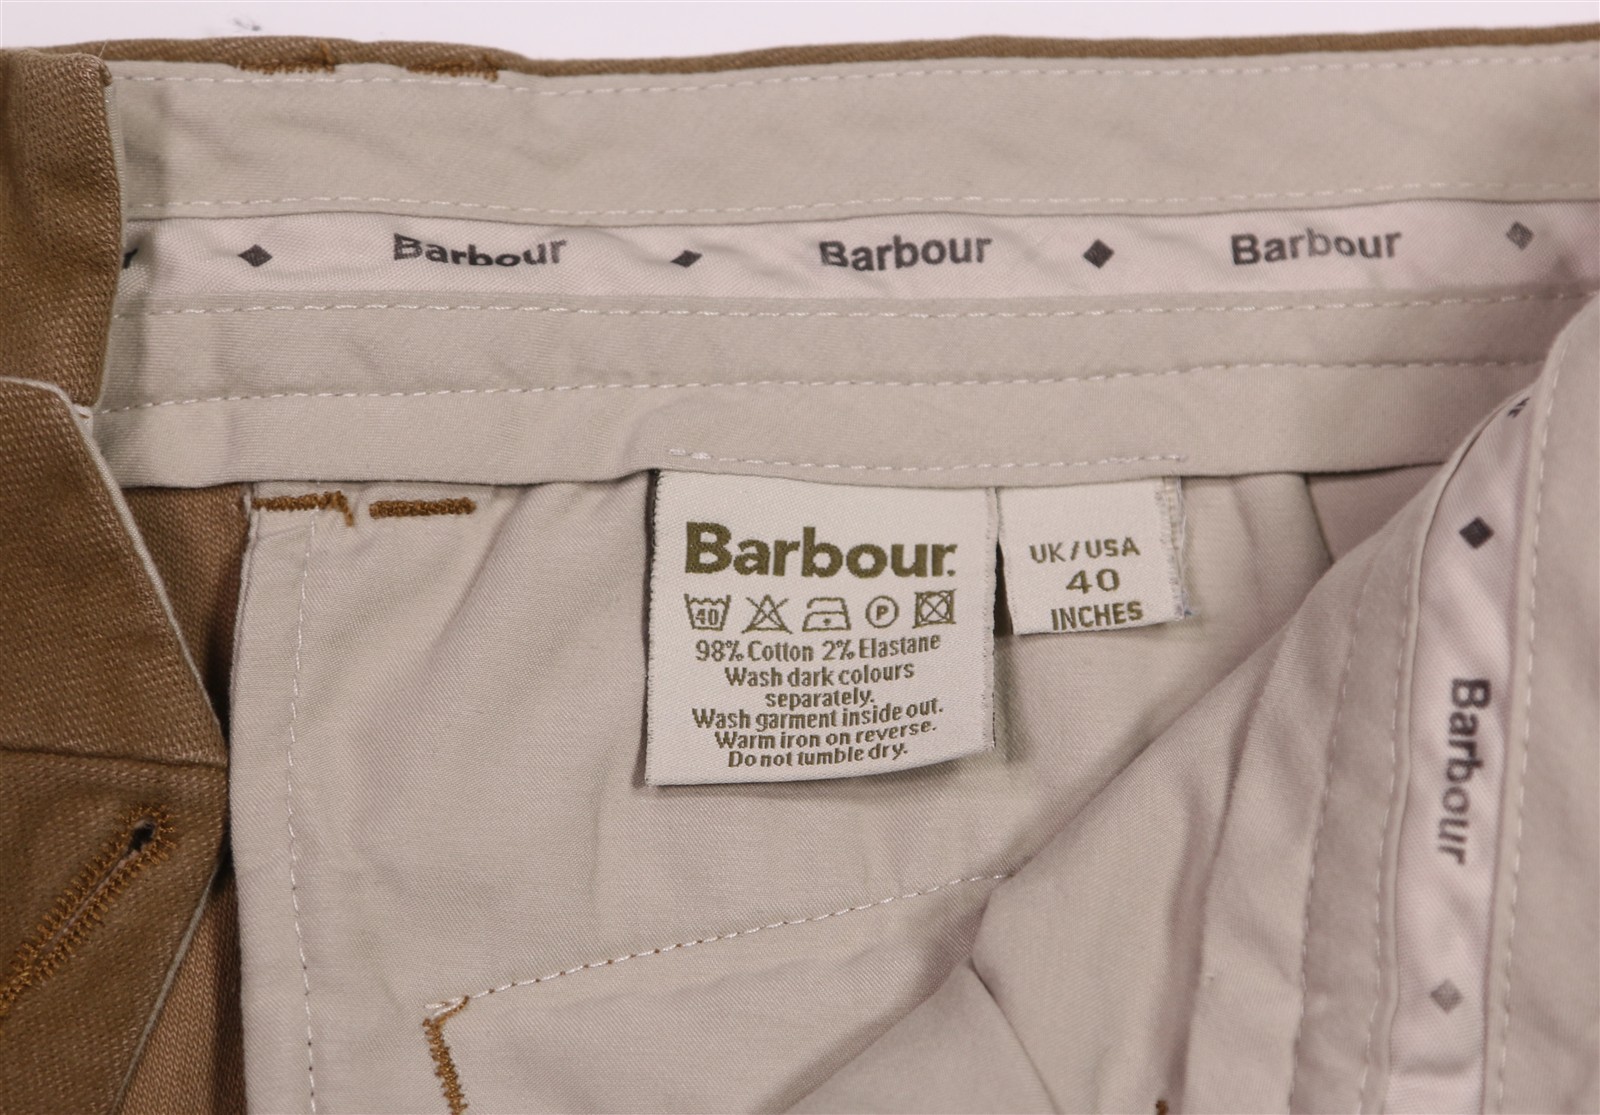 Barbour Barbour Barbour
Barbour.
40 P
98% Cotton 2% Elastane
Wash dark colours
separately.
Wash garment inside out.
Warm iron on reverse.
Do not tumble dry.
UK/USA
40
INCHES
Barbour